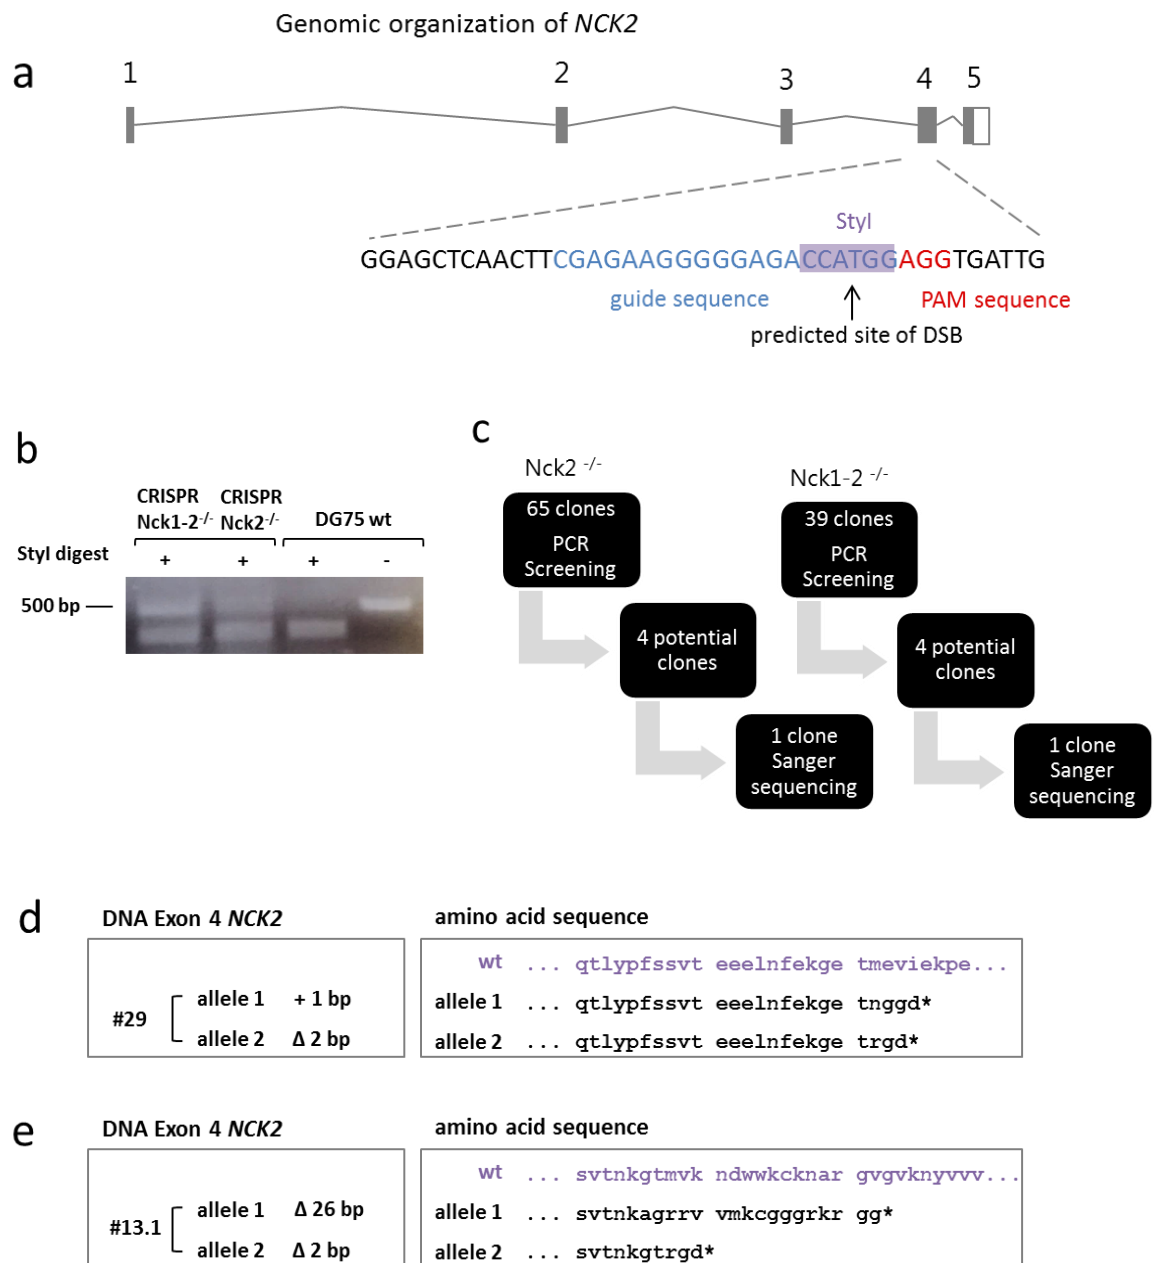 Genomic organization of NCK2
a
1 2 3 4 5
StyI
GGAGCTCAACTTCGAGAAGGGGGAGACCATGGAGGTGATTG
guide sequence PAM sequence
predicted site of DSB
b
CRISPR CRISPR
Nck1-2-/- Nck2-/- DG75 wt
StyI digest + + + -
500 bp
c
Nck2 -/-
65 clones
PCR
Screening
4 potential
clones
1 clone
Sanger
sequencing
Nck1-2 -/-
39 clones
PCR
Screening
4 potential
clones
1 clone
Sanger
sequencing
d
DNA Exon 4 NCK2 amino acid sequence
wt ... qtlypfssvt eeelnfekge tmeviekpe...
#29
allele 1 + 1 bp allele 1 ... qtlypfssvt eeelnfekge tnggd*
allele 2 Δ 2 bp allele 2 ... qtlypfssvt eeelnfekge trgd*
e
DNA Exon 4 NCK2 amino acid sequence
wt ... svtnkgtmvk ndwwkcknar gvgvknyvvv...
#13.1
allele 1 Δ 26 bp allele 1 ... svtnkagrrv vmkcgggrkr gg*
allele 2 Δ 2 bp allele 2 ... svtnkgtrgd*